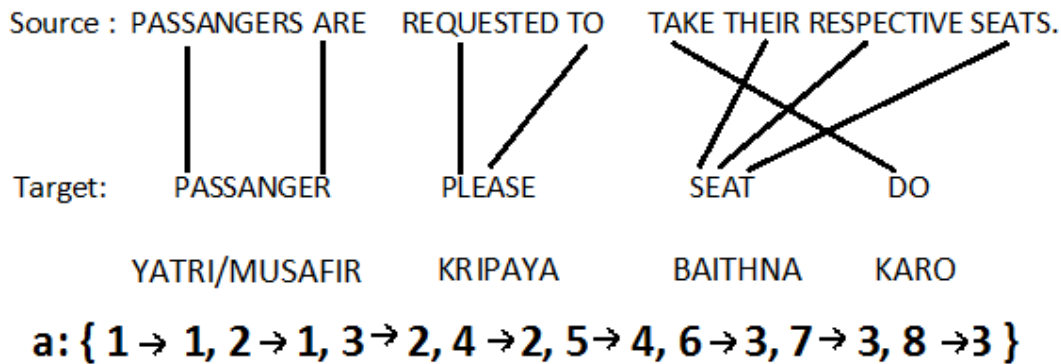 Source : PASSANGERS ARE REQUESTED TO TAKE THEIR RESPECTIVE SEATS.
Target: PASSANGER PLEASE SEAT DO
YATRI/MUSAFIR KRIPAYA BAITHNA KARO
a: { 1 → 1, 2 → 1, 3 → 2, 4 → 2, 5 → 4, 6 → 3, 7 → 3, 8 → 3 }